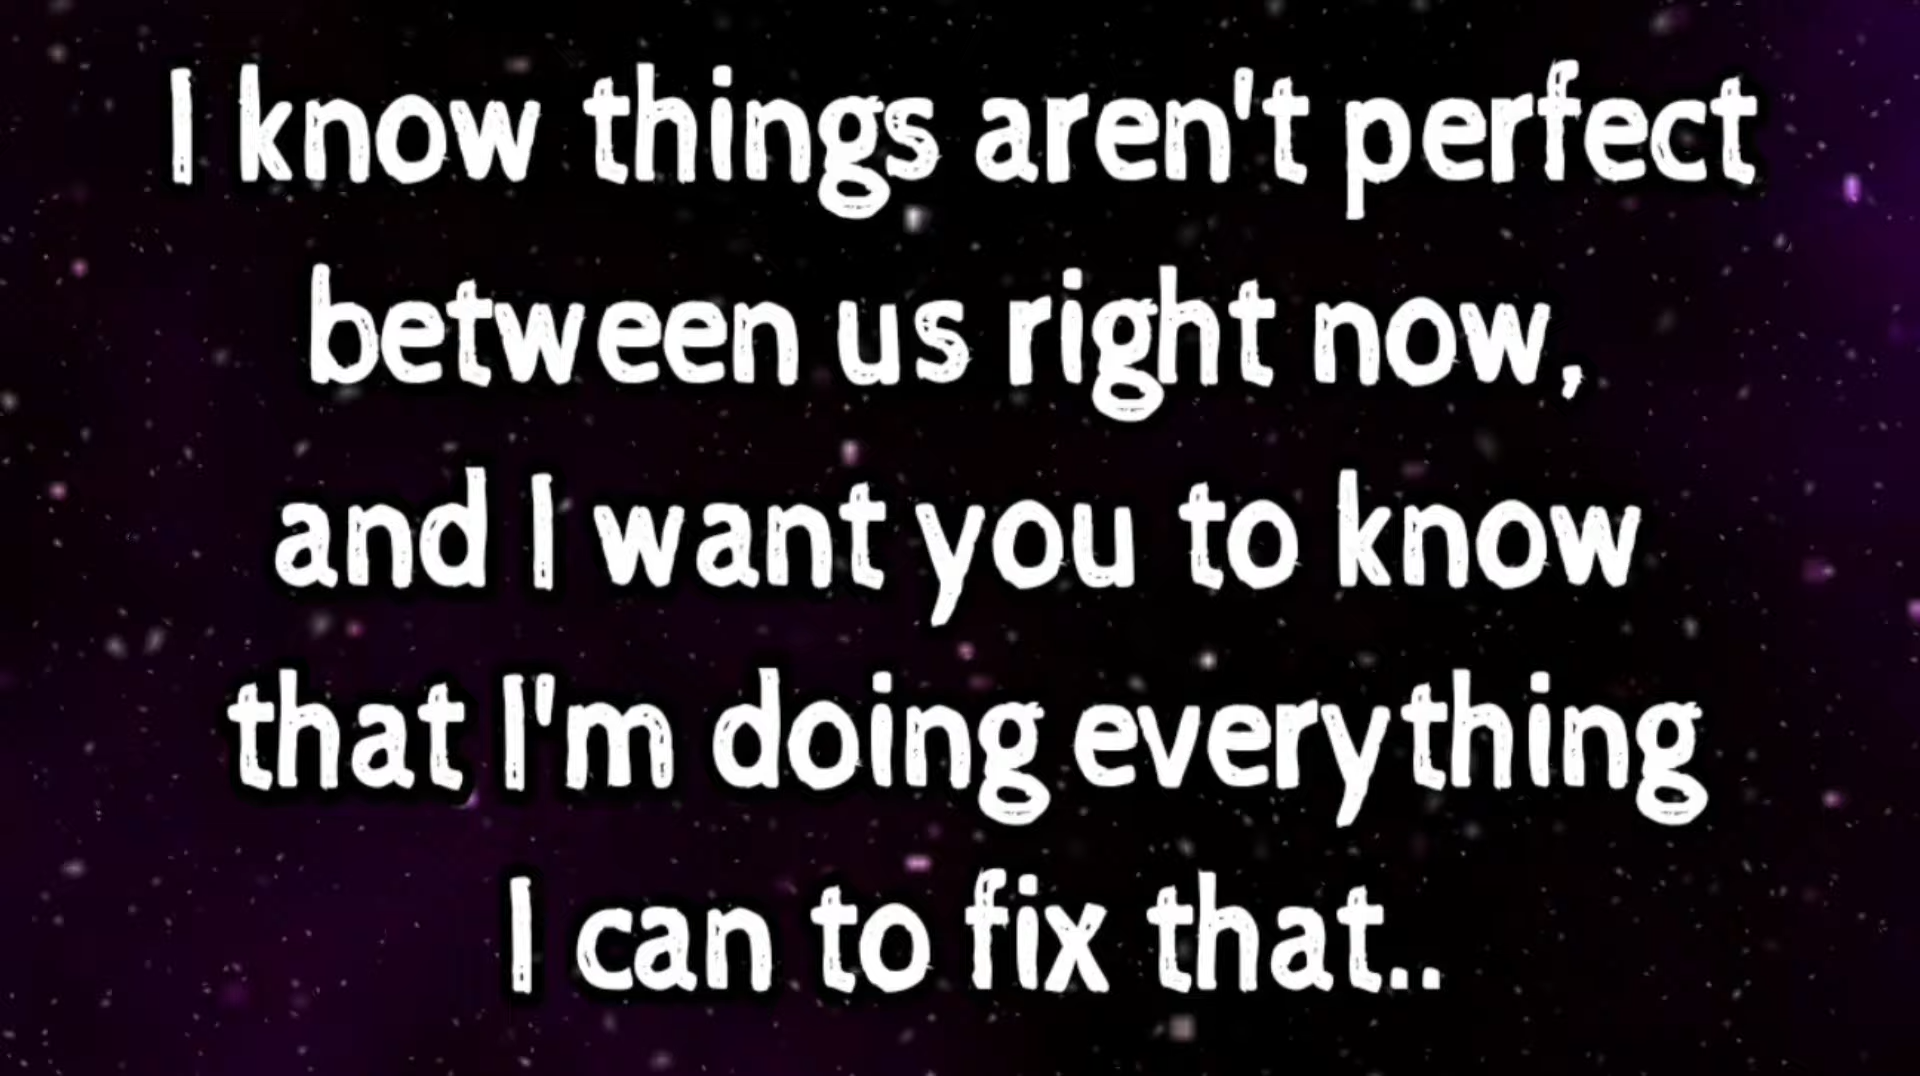 I know things aren't perfect
between us right now,
and I want you to know
that I'm doing everything
I can to fix that..